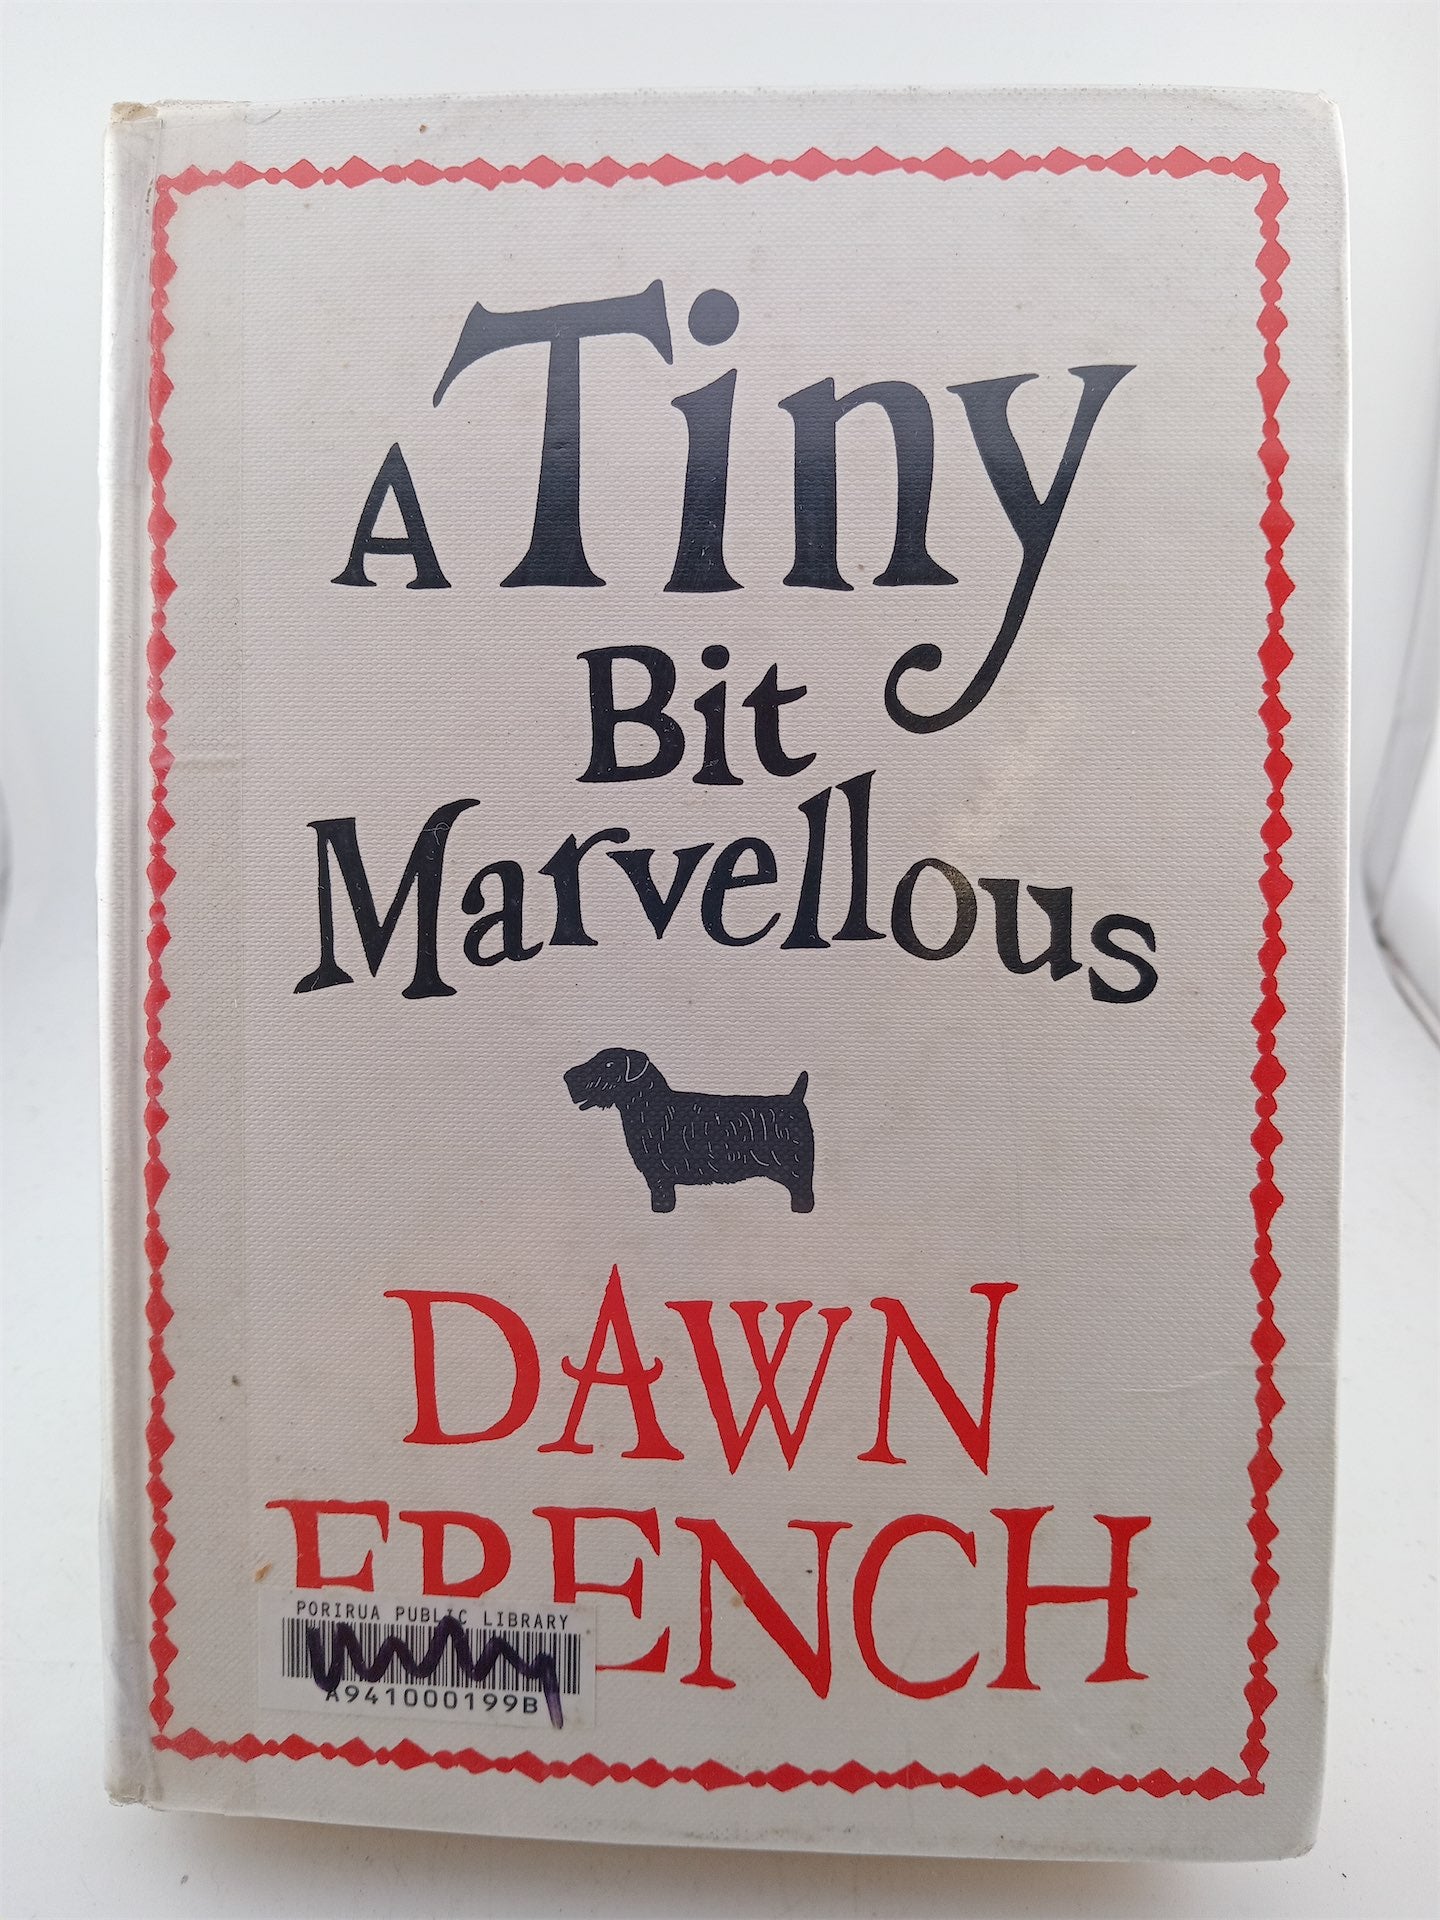 A Tiny
Bit
Marvellous
DAWN
FRENCH
PORIRUA PUBLIC LIBRARY
A941000199B